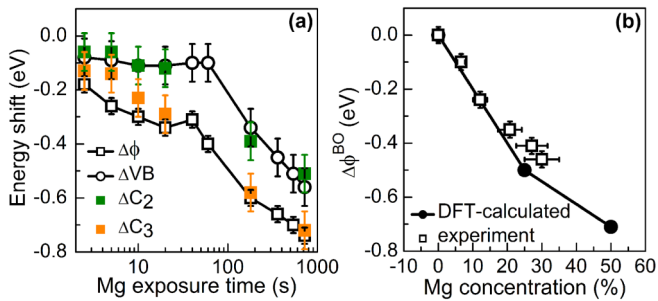 (a)
0.0
-0.2
-0.4
-0.6
-0.8
Energy shift (eV)
Δϕ
ΔVB
ΔC2
ΔC3
10
100
1000
Mg exposure time (s)
(b)
0.0
-0.2
-0.4
-0.6
-0.8
Δϕᴮᴼ (eV)
DFT-calculated
experiment
-10 0 10 20 30 40 50 60
Mg concentration (%)